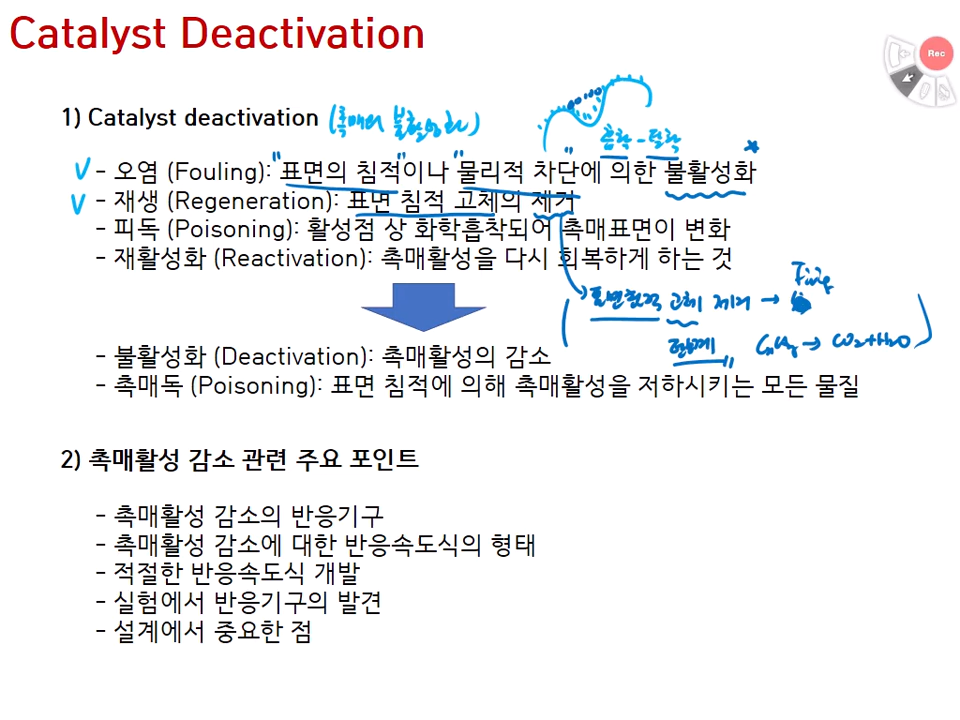 Catalyst Deactivation
Rec
1) Catalyst deactivation (촉매의 불활성화)
흡착 - 탈착
- 오염 (Fouling): "표면의 침적"이나 "물리적 차단"에 의한 불활성화 *
- 재생 (Regeneration): 표면 침적 고체의 제거
- 피독 (Poisoning): 활성점 상 화학흡착되어 촉매표면이 변화
- 재활성화 (Reactivation): 촉매활성을 다시 회복하게 하는 것
표면침적 고체 제거 →
CxHy → CO2+H2O
- 불활성화 (Deactivation): 촉매활성의 감소
- 촉매독 (Poisoning): 표면 침적에 의해 촉매활성을 저하시키는 모든 물질
2) 촉매활성 감소 관련 주요 포인트
- 촉매활성 감소의 반응기구
- 촉매활성 감소에 대한 반응속도식의 형태
- 적절한 반응속도식 개발
- 실험에서 반응기구의 발견
- 설계에서 중요한 점